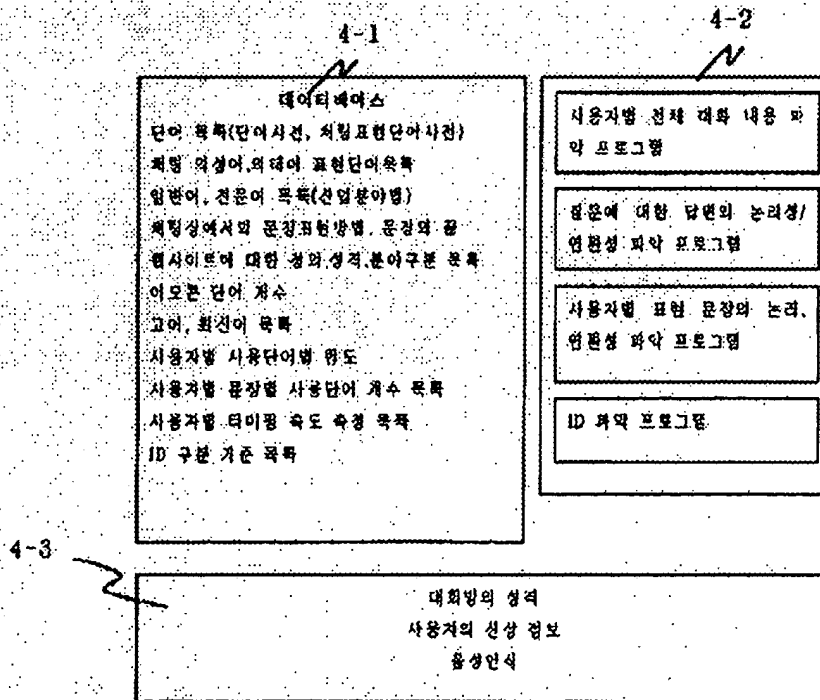 4-1
4-2
데이터베이스
단어 목록(단어사전, 채팅표현단어사전)
채팅 의성어,의태어 표현단어목록
일반어, 전문어 목록(산업분야별)
채팅상에서의 문장표현방법, 문장의 끝
웹사이트에 대한 정의,성격,분야구분 목록
이모콘 단어 개수
고어, 최신어 목록
사용자별 사용단어별 빈도
사용자별 문장별 사용단어 개수 목록
사용자별 타이핑 속도 측정 목록
ID 구분 기준 목록
사용자별 전체 대화 내용 파
악 프로그램
질문에 대한 답변의 논리성/
연관성 파악 프로그램
사용자별 표현 문장의 논리,
연관성 파악 프로그램
ID 파악 프로그램
4-3
대화방의 성격
사용자의 신상 정보
음성인식